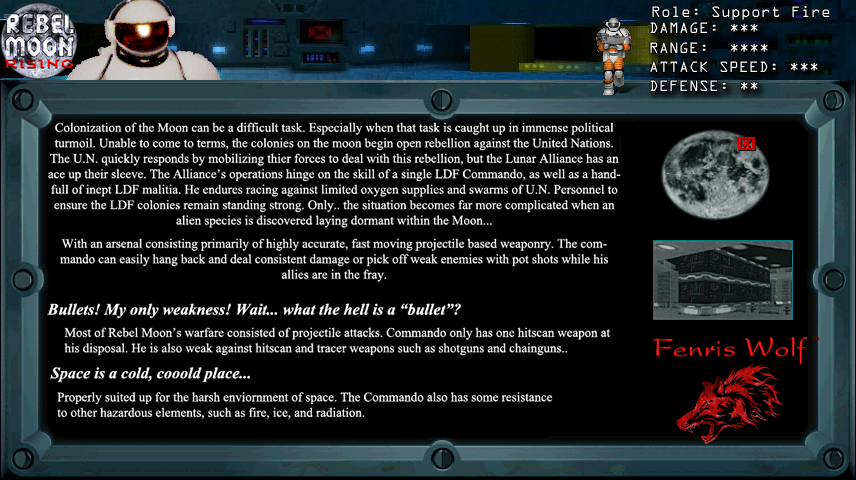 REBEL
MOON
RISING
Role: Support Fire
DAMAGE: ***
RANGE: ****
ATTACK SPEED: ***
DEFENSE: **
Colonization of the Moon can be a difficult task. Especially when that task is caught up in immense political
turmoil. Unable to come to terms, the colonies on the moon begin open rebellion against the United Nations.
The U.N. quickly responds by mobilizing thier forces to deal with this rebellion, but the Lunar Alliance has an
ace up their sleeve. The Alliance's operations hinge on the skill of a single LDF Commando, as well as a hand-
full of inept LDF malitia. He endures racing against limited oxygen supplies and swarms of U.N. Personnel to
ensure the LDF colonies remain standing strong. Only.. the situation becomes far more complicated when an
alien species is discovered laying dormant within the Moon...
With an arsenal consisting primarily of highly accurate, fast moving projectile based weaponry. The com-
mando can easily hang back and deal consistent damage or pick off weak enemies with pot shots while his
allies are in the fray.
Bullets! My only weakness! Wait... what the hell is a “bullet”?
Most of Rebel Moon's warfare consisted of projectile attacks. Commando only has one hitscan weapon at
his disposal. He is also weak against hitscan and tracer weapons such as shotguns and chainguns..
Space is a cold, cooold place...
Properly suited up for the harsh enviornment of space. The Commando also has some resistance
to other hazardous elements, such as fire, ice, and radiation.
Fenris Wolf